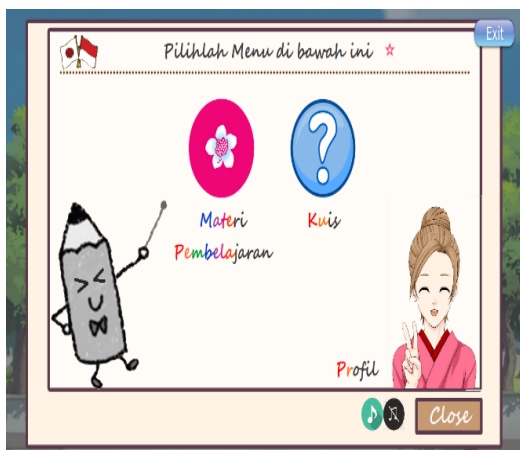 Exit
Pilihlah Menu di bawah ini
Materi
Pembelajaran
Kuis
Profil
Close